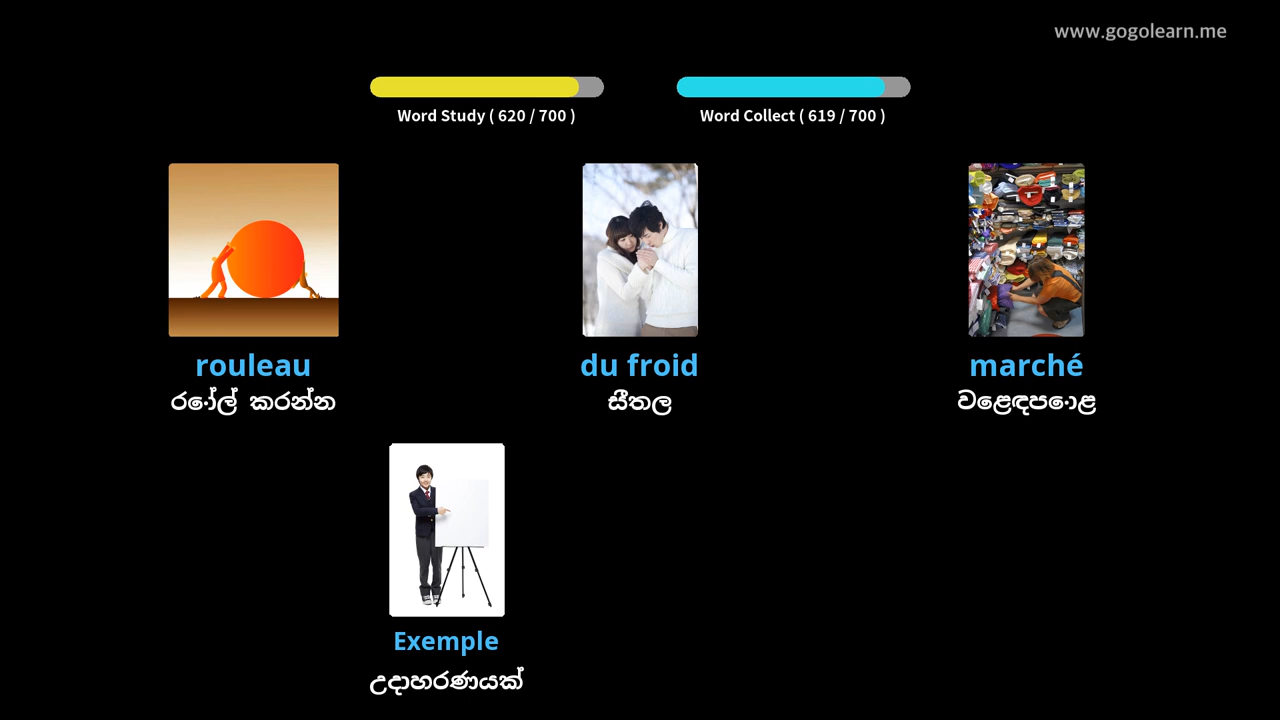 www.gogolearn.me
Word Study ( 620 / 700 )
Word Collect ( 619 / 700 )
rouleau
රෝල් කරන්න
du froid
සීතල
marché
වෙළෙඳපොළ
Exemple
උදාහරණයක්